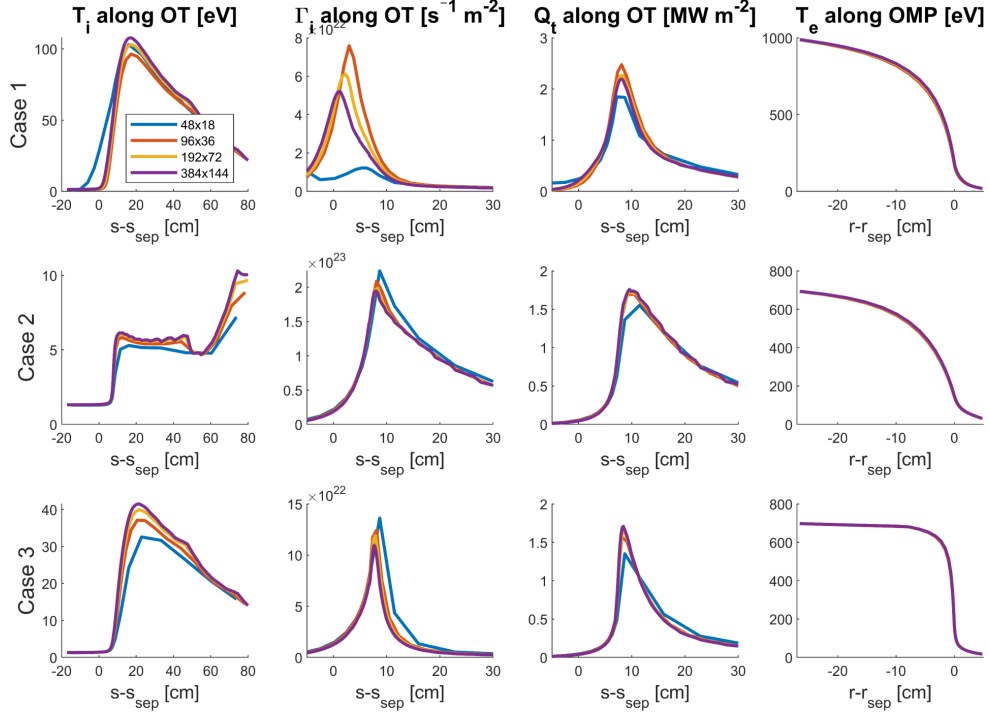 T_i along OT [eV]
Γ_i along OT [s^-1 m^-2]
Q_t along OT [MW m^-2]
T_e along OMP [eV]
Case 1
100
50
0
-20 0 20 40 60 80
s-s_sep [cm]
48x18
96x36
192x72
384x144
×10^22
8
6
4
2
0
0 10 20 30
s-s_sep [cm]
3
2
1
0
0 10 20 30
s-s_sep [cm]
1000
500
0
-20 -10 0
r-r_sep [cm]
Case 2
10
5
0
-20 0 20 40 60 80
s-s_sep [cm]
×10^23
2
1.5
1
0.5
0
0 10 20 30
s-s_sep [cm]
2
1.5
1
0.5
0
0 10 20 30
s-s_sep [cm]
800
600
400
200
0
-20 -10 0
r-r_sep [cm]
Case 3
40
30
20
10
0
-20 0 20 40 60 80
s-s_sep [cm]
×10^22
15
10
5
0
0 10 20 30
s-s_sep [cm]
2
1.5
1
0.5
0
0 10 20 30
s-s_sep [cm]
800
600
400
200
0
-20 -10 0
r-r_sep [cm]